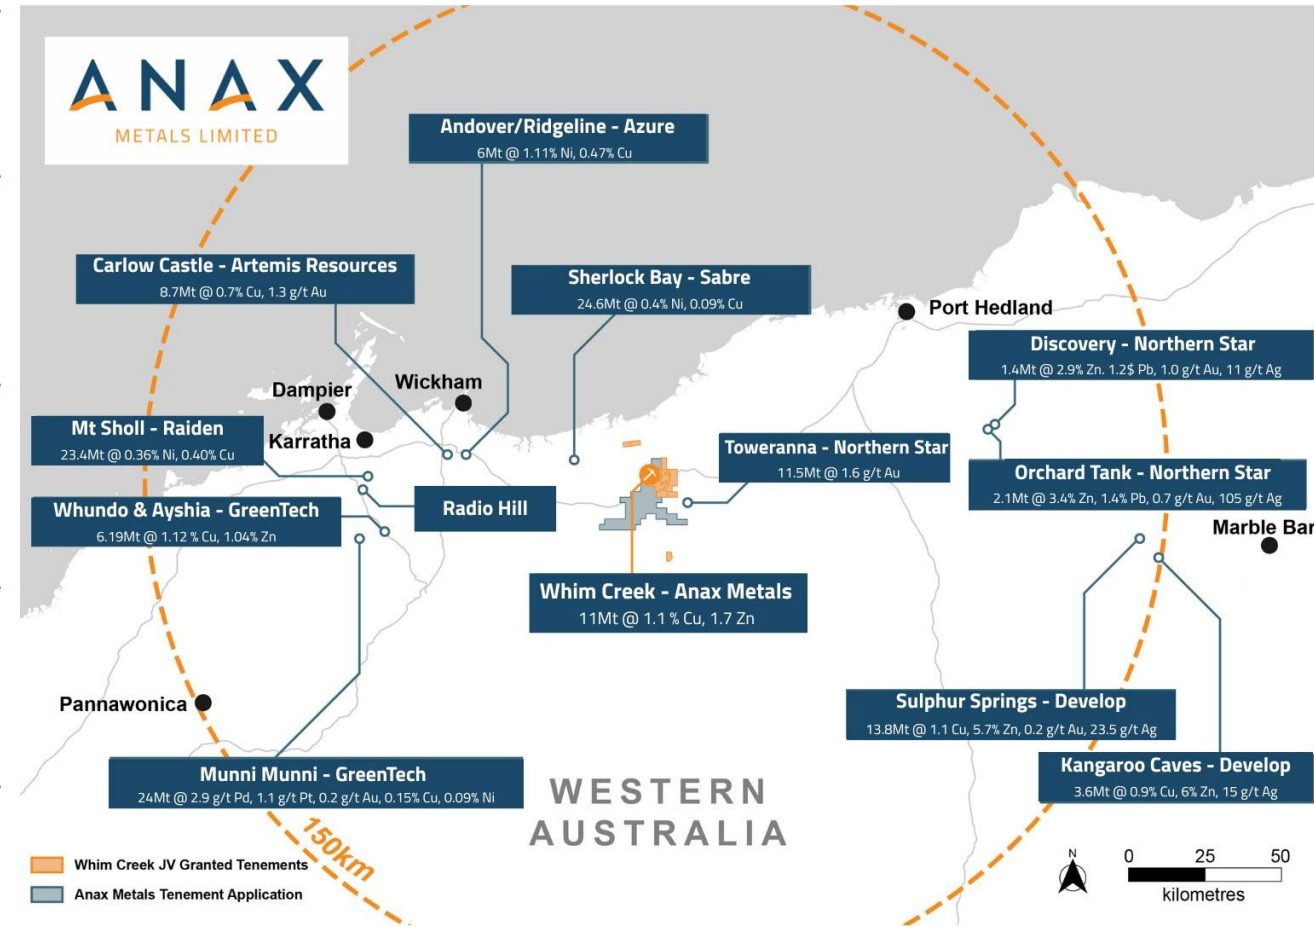 ANAX
METALS LIMITED
Andover/Ridgeline - Azure
6Mt @ 1.11% Ni, 0.47% Cu
Carlow Castle - Artemis Resources
8.7Mt @ 0.7% Cu, 1.3 g/t Au
Sherlock Bay - Sabre
24.6Mt @ 0.4% Ni, 0.09% Cu
Port Hedland
Discovery - Northern Star
1.4Mt @ 2.9% Zn. 1.2$ Pb, 1.0 g/t Au, 11 g/t Ag
Dampier
Wickham
Karratha
Mt Sholl - Raiden
23.4Mt @ 0.36% Ni, 0.40% Cu
Toweranna - Northern Star
11.5Mt @ 1.6 g/t Au
Orchard Tank - Northern Star
2.1Mt @ 3.4% Zn, 1.4% Pb, 0.7 g/t Au, 105 g/t Ag
Whundo & Ayshia - GreenTech
6.19Mt @ 1.12 % Cu, 1.04% Zn
Radio Hill
Marble Bar
Whim Creek - Anax Metals
11Mt @ 1.1 % Cu, 1.7 Zn
Pannawonica
Sulphur Springs - Develop
13.8Mt @ 1.1 Cu, 5.7% Zn, 0.2 g/t Au, 23.5 g/t Ag
Munni Munni - GreenTech
24Mt @ 2.9 g/t Pd, 1.1 g/t Pt, 0.2 g/t Au, 0.15% Cu, 0.09% Ni
Kangaroo Caves - Develop
3.6Mt @ 0.9% Cu, 6% Zn, 15 g/t Ag
WESTERN
AUSTRALIA
150km
Whim Creek JV Granted Tenements
Anax Metals Tenement Application
N
0 25 50
kilometres